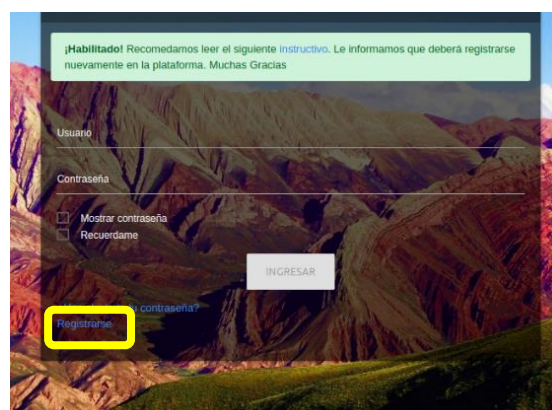 ¡Habilitado! Recomedamos leer el siguiente instructivo. Le informamos que deberá registrarse
nuevamente en la plataforma. Muchas Gracias
Usuario
Contraseña
Mostrar contraseña
Recuerdame
INGRESAR
tu contraseña?
Registrarse